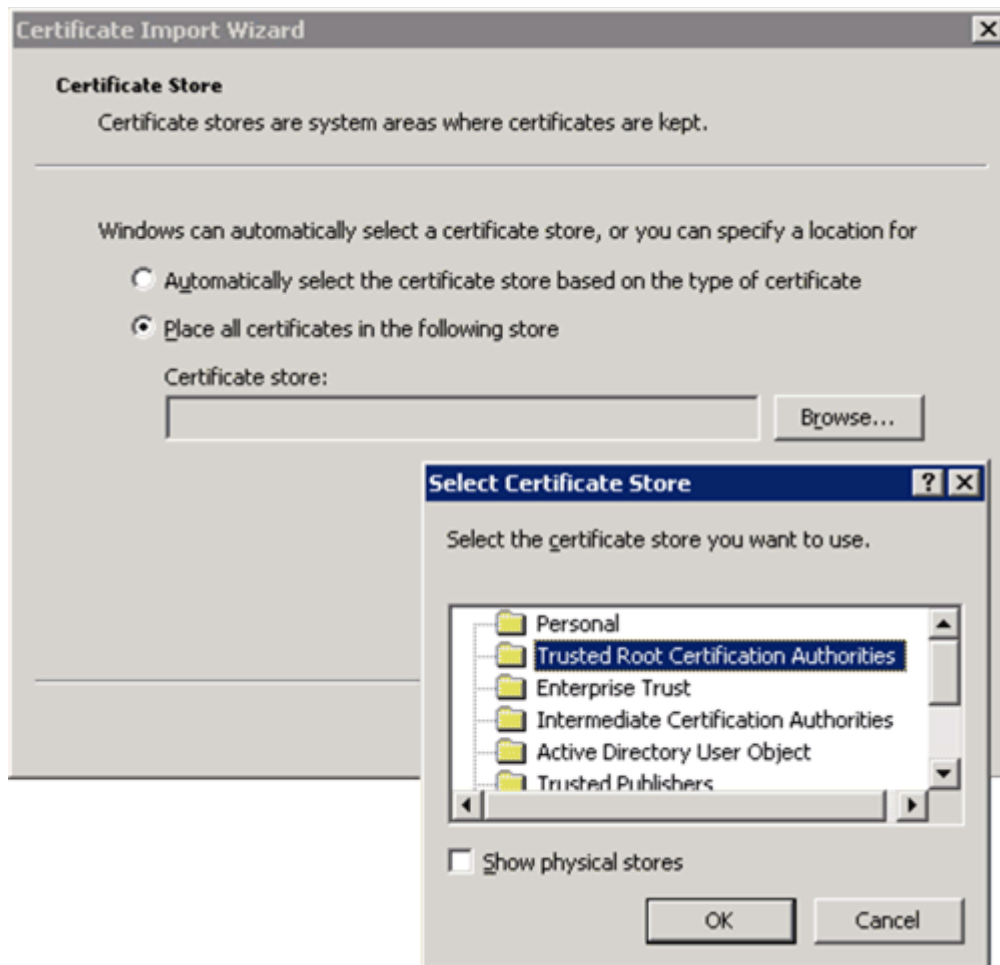 Certificate Import Wizard
Certificate Store
Certificate stores are system areas where certificates are kept.
Windows can automatically select a certificate store, or you can specify a location for
Automatically select the certificate store based on the type of certificate
Place all certificates in the following store
Certificate store:
Browse...
Select Certificate Store
Select the certificate store you want to use.
Personal
Trusted Root Certification Authorities
Enterprise Trust
Intermediate Certification Authorities
Active Directory User Object
Trusted Publishers
Show physical stores
OK
Cancel